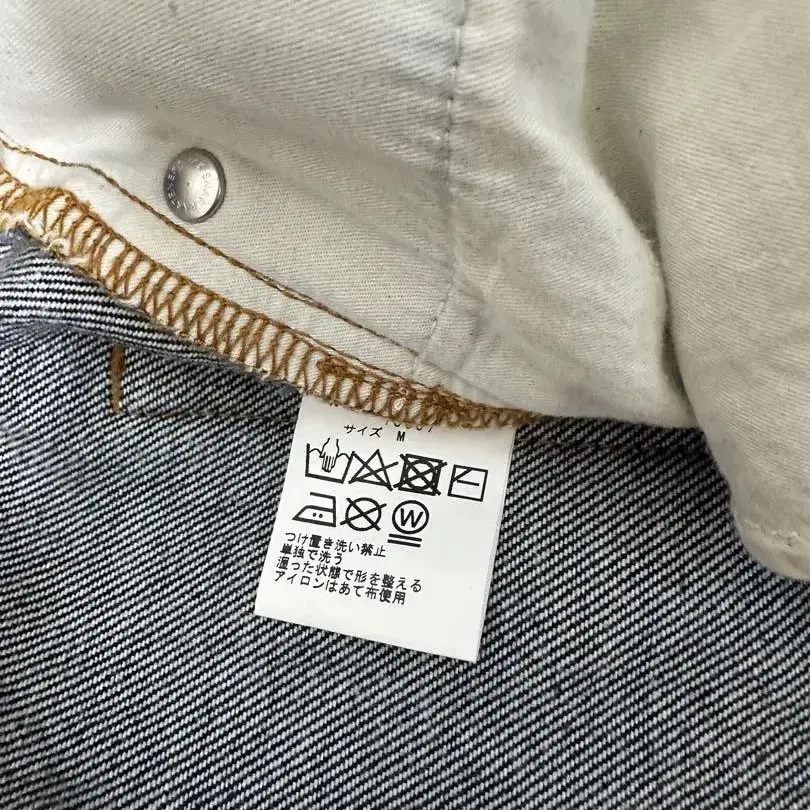 サイズ M
W
つけ置き洗い禁止
単独で洗う
湿った状態で形を整える
アイロンはあて布使用